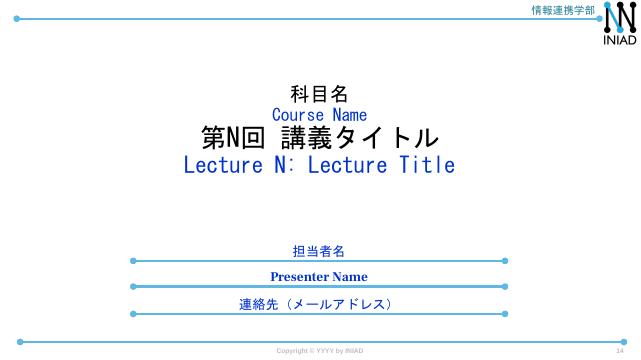 情報連携学部
INIAD
科目名
Course Name
第N回 講義タイトル
Lecture N: Lecture Title
担当者名
Presenter Name
連絡先（メールアドレス）
Copyright © YYYY by INIAD
14